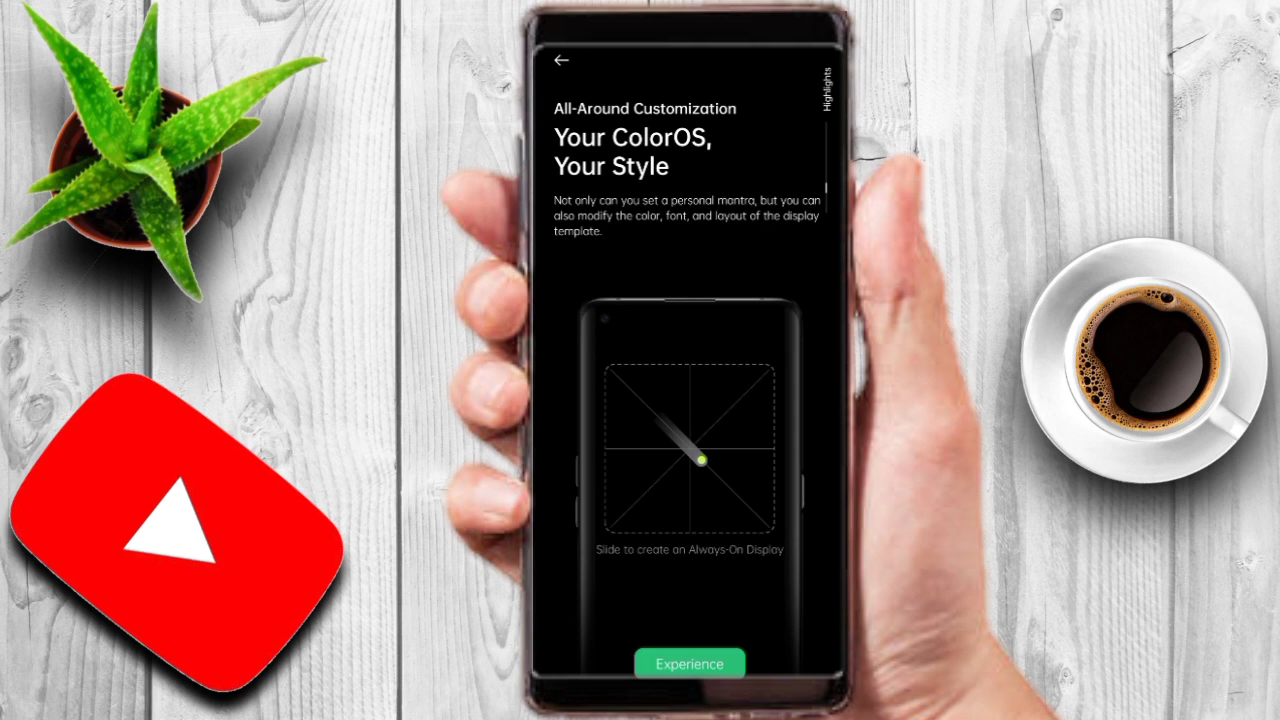 Highlights
All-Around Customization
Your ColorOS,
Your Style
Not only can you set a personal mantra, but you can
also modify the color, font, and layout of the display
template.
Slide to create an Always-On Display
Experience